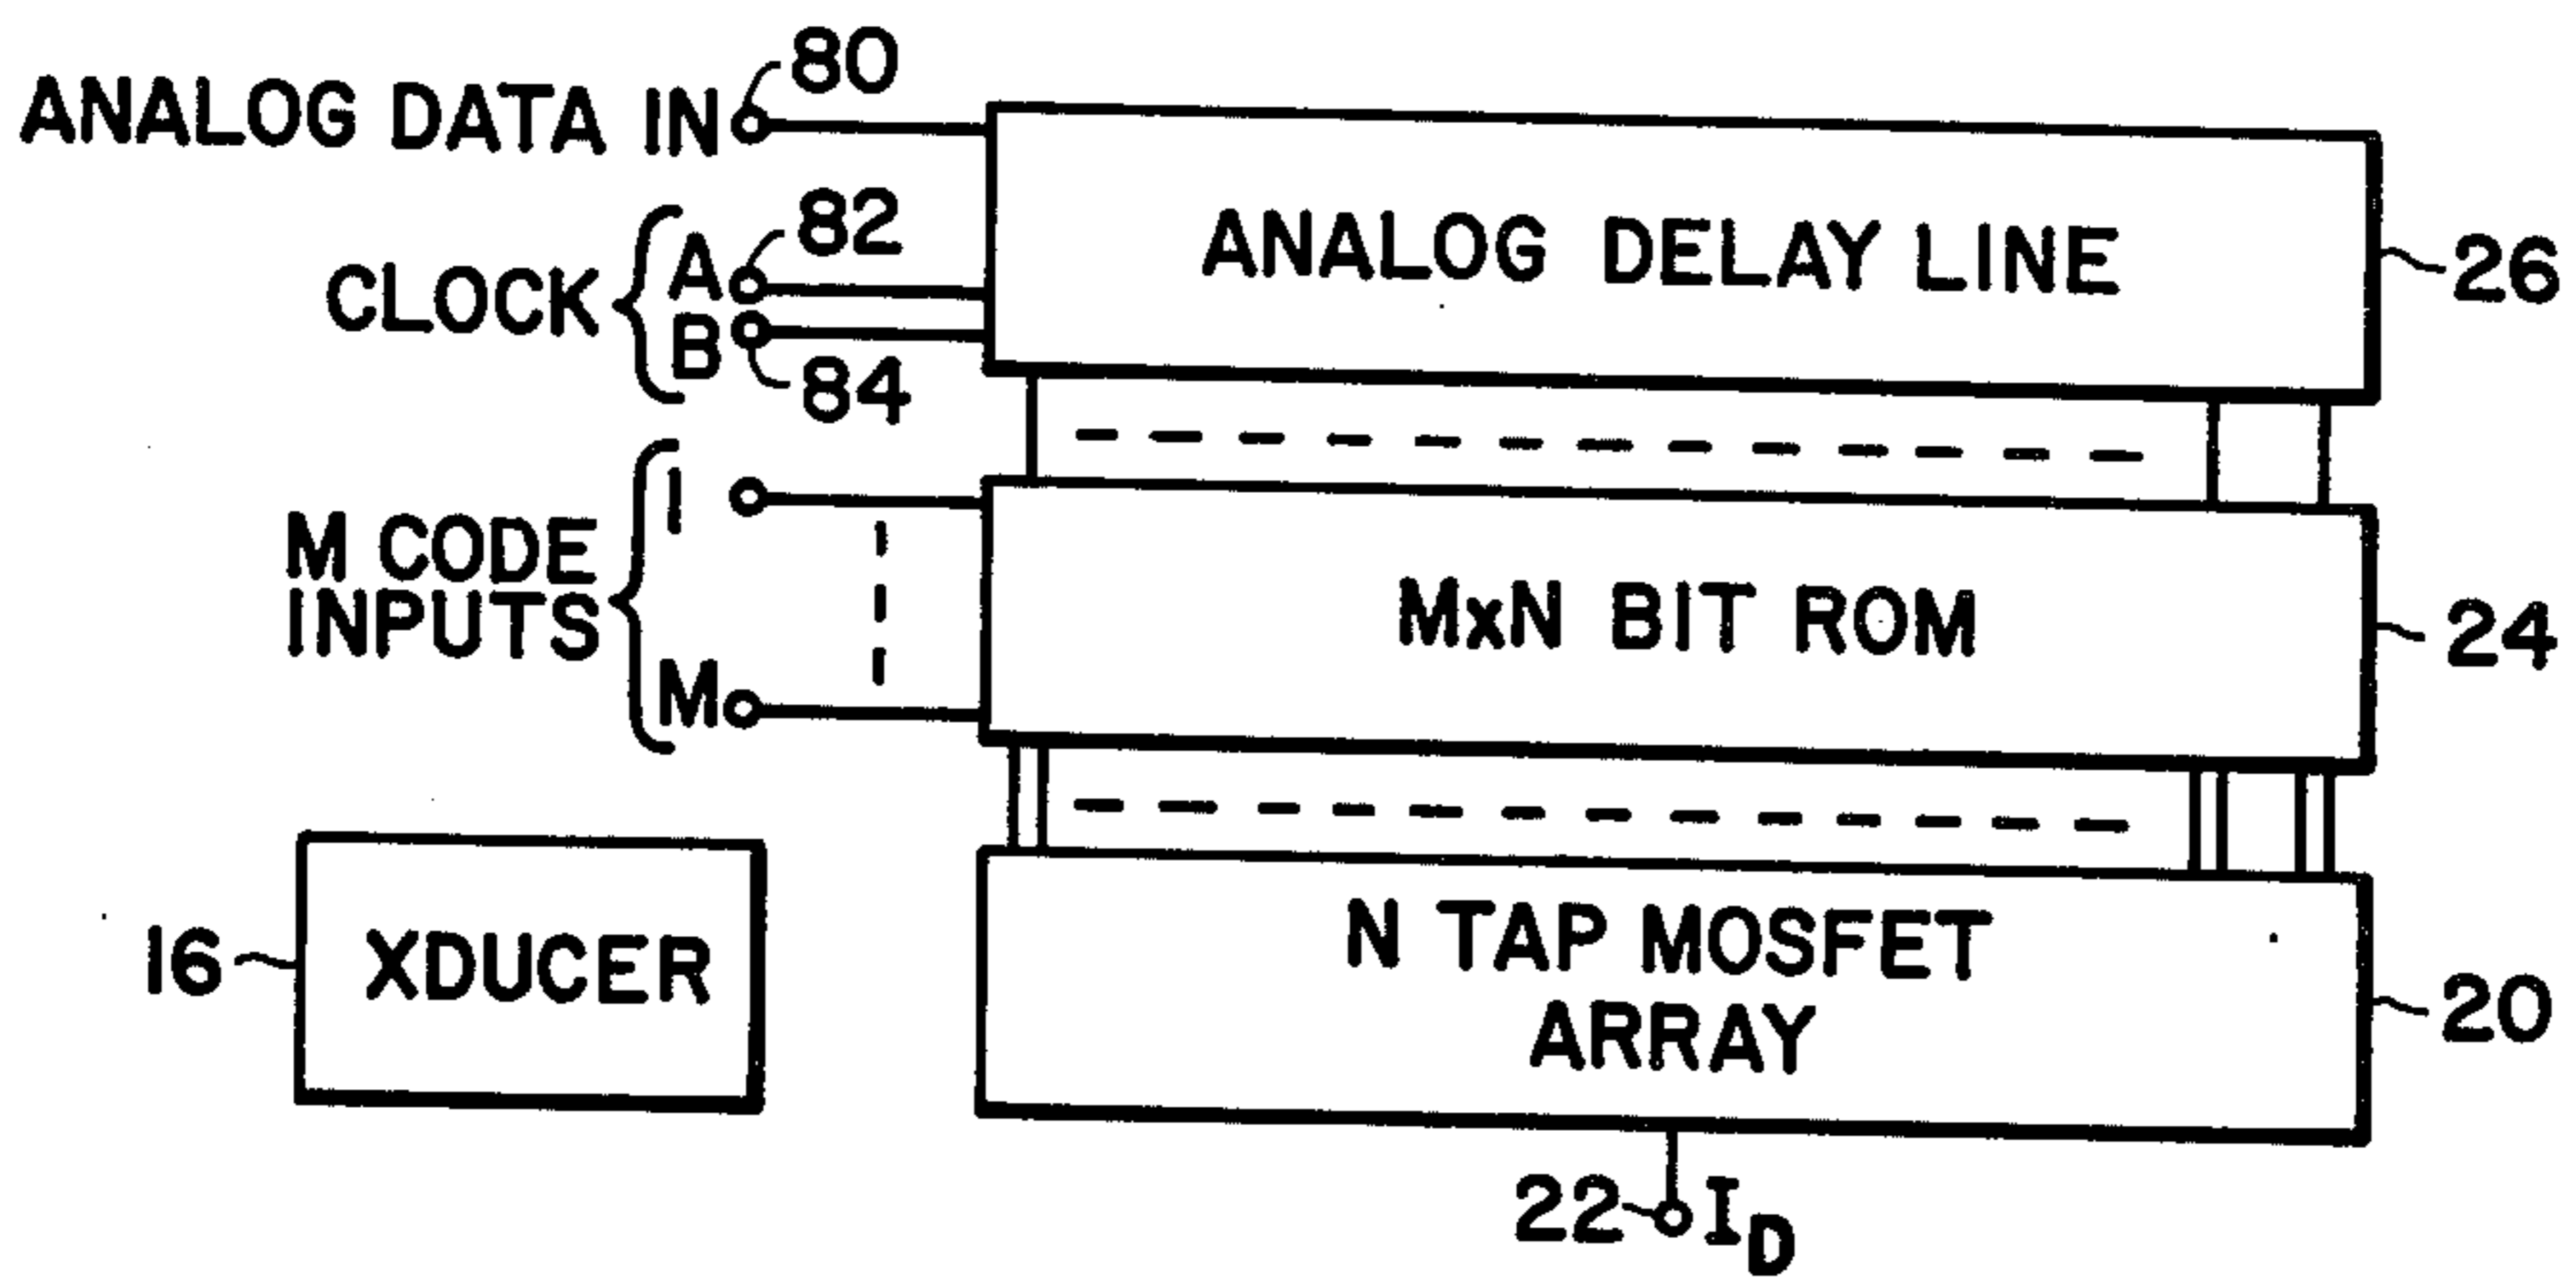 ANALOG DATA IN 80
CLOCK A 82
B 84
ANALOG DELAY LINE 26
M CODE INPUTS
1
M
MxN BIT ROM 24
16 XDUCER
N TAP MOSFET
ARRAY
20
22 ID